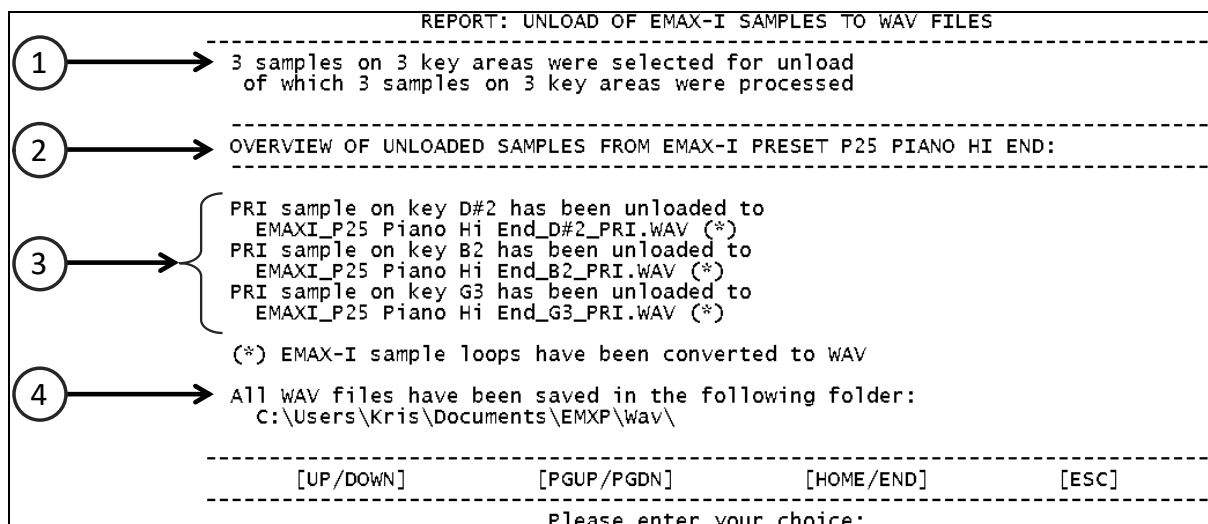 REPORT: UNLOAD OF EMAX-I SAMPLES TO WAV FILES
--------------------------------------------------------------------------------
1
3 samples on 3 key areas were selected for unload
of which 3 samples on 3 key areas were processed
--------------------------------------------------------------------------------
2
OVERVIEW OF UNLOADED SAMPLES FROM EMAX-I PRESET P25 PIANO HI END:
--------------------------------------------------------------------------------
PRI sample on key D#2 has been unloaded to
EMAXI_P25 Piano Hi End_D#2_PRI.WAV (*)
PRI sample on key B2 has been unloaded to
3
EMAXI_P25 Piano Hi End_B2_PRI.WAV (*)
PRI sample on key G3 has been unloaded to
EMAXI_P25 Piano Hi End_G3_PRI.WAV (*)
(*) EMAX-I sample loops have been converted to WAV
4
All WAV files have been saved in the following folder:
C:\Users\Kris\Documents\EMXP\Wav\
--------------------------------------------------------------------------------
[UP/DOWN] [PGUP/PGDN] [HOME/END] [ESC]
--------------------------------------------------------------------------------
Please enter your choice: